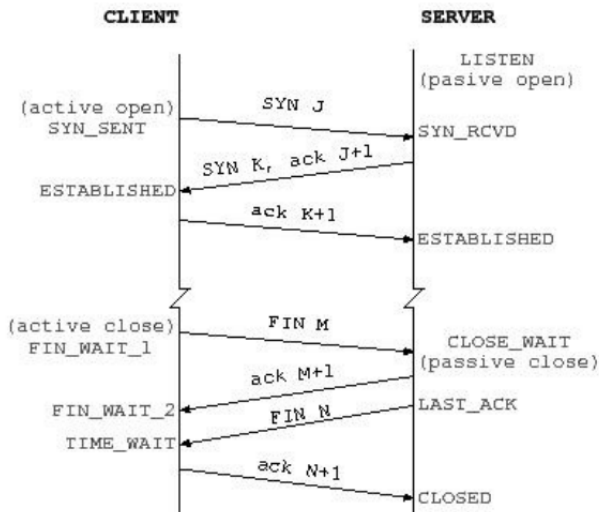 CLIENT
SERVER
LISTEN
(pasive open)
(active open)
SYN_SENT
SYN J
SYN_RCVD
SYN K, ack J+1
ESTABLISHED
ack K+1
ESTABLISHED
(active close)
FIN_WAIT_1
FIN M
CLOSE_WAIT
(passive close)
ack M+1
FIN_WAIT_2
FIN N
LAST_ACK
TIME_WAIT
ack N+1
CLOSED